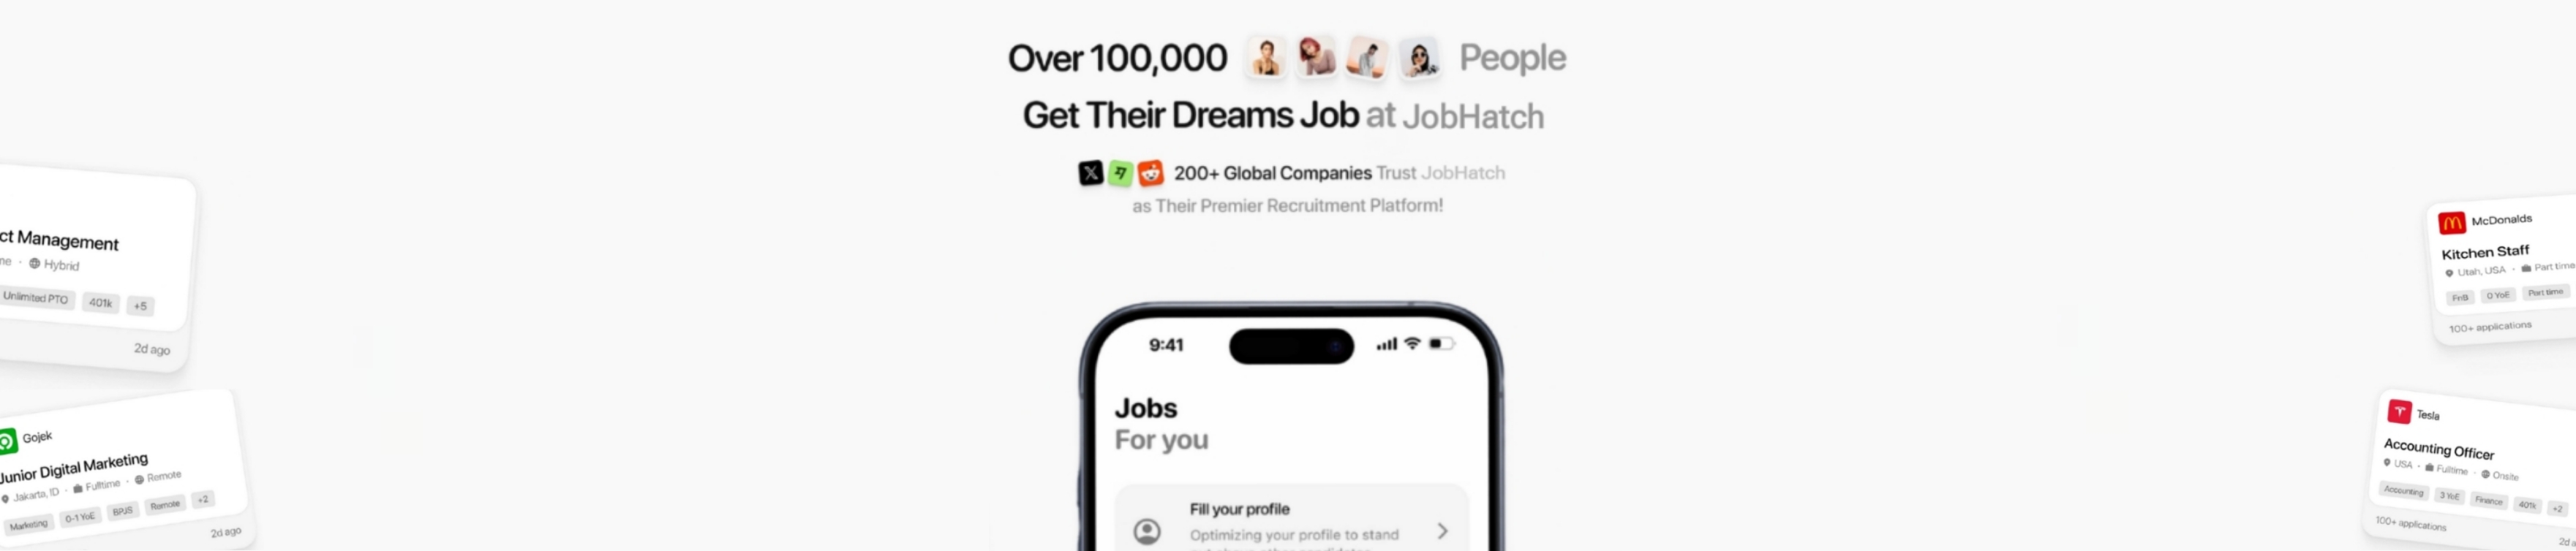 Over 100,000 People
Get Their Dreams Job at JobHatch
200+ Global Companies Trust JobHatch
as Their Premier Recruitment Platform!
ct Management
me · Hybrid
Unlimited PTO 401k +5
2d ago
Gojek
Junior Digital Marketing
Jakarta, ID · Fulltime · Remote
Marketing 0-1 YoE BPJS Remote +2
2d ago
9:41
Jobs
For you
Fill your profile
Optimizing your profile to stand
McDonalds
Kitchen Staff
Utah, USA · Part time
FnB 0 YoE Part time
100+ applications
Tesla
Accounting Officer
USA · Fulltime · Onsite
Accounting 3 YoE Finance 401k +2
100+ applications
2d a